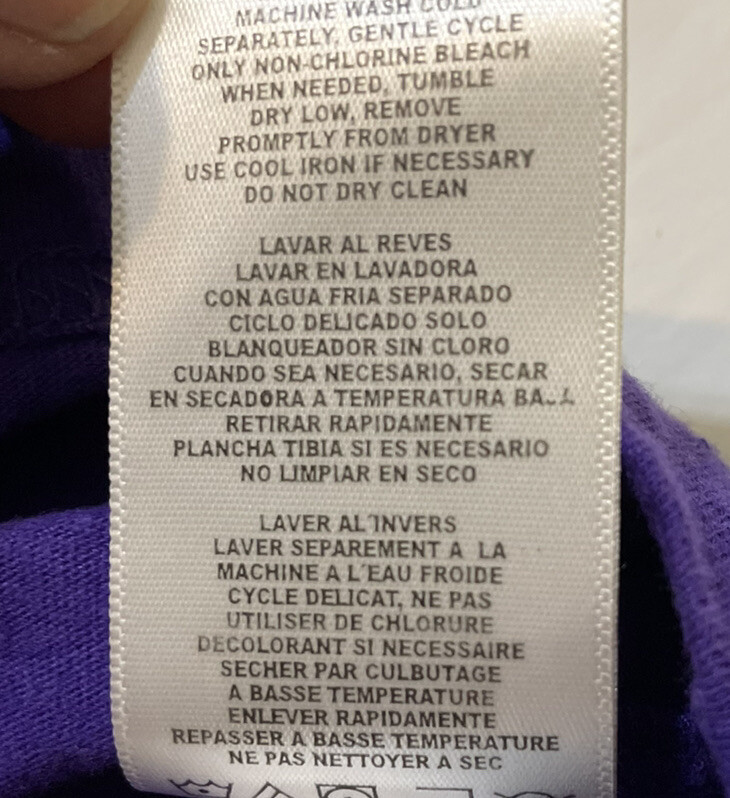 MACHINE WASH COLD
SEPARATELY, GENTLE CYCLE
ONLY NON-CHLORINE BLEACH
WHEN NEEDED, TUMBLE
DRY LOW, REMOVE
PROMPTLY FROM DRYER
USE COOL IRON IF NECESSARY
DO NOT DRY CLEAN
LAVAR AL REVES
LAVAR EN LAVADORA
CON AGUA FRIA SEPARADO
CICLO DELICADO SOLO
BLANQUEADOR SIN CLORO
CUANDO SEA NECESARIO, SECAR
EN SECADORA A TEMPERATURA BAJA
RETIRAR RAPIDAMENTE
PLANCHA TIBIA SI ES NECESARIO
NO LIMPIAR EN SECO
LAVER AL´INVERS
LAVER SEPAREMENT A LA
MACHINE A L´EAU FROIDE
CYCLE DELICAT, NE PAS
UTILISER DE CHLORURE
DECOLORANT SI NECESSAIRE
SECHER PAR CULBUTAGE
A BASSE TEMPERATURE
ENLEVER RAPIDAMENTE
REPASSER A BASSE TEMPERATURE
NE PAS NETTOYER A SEC